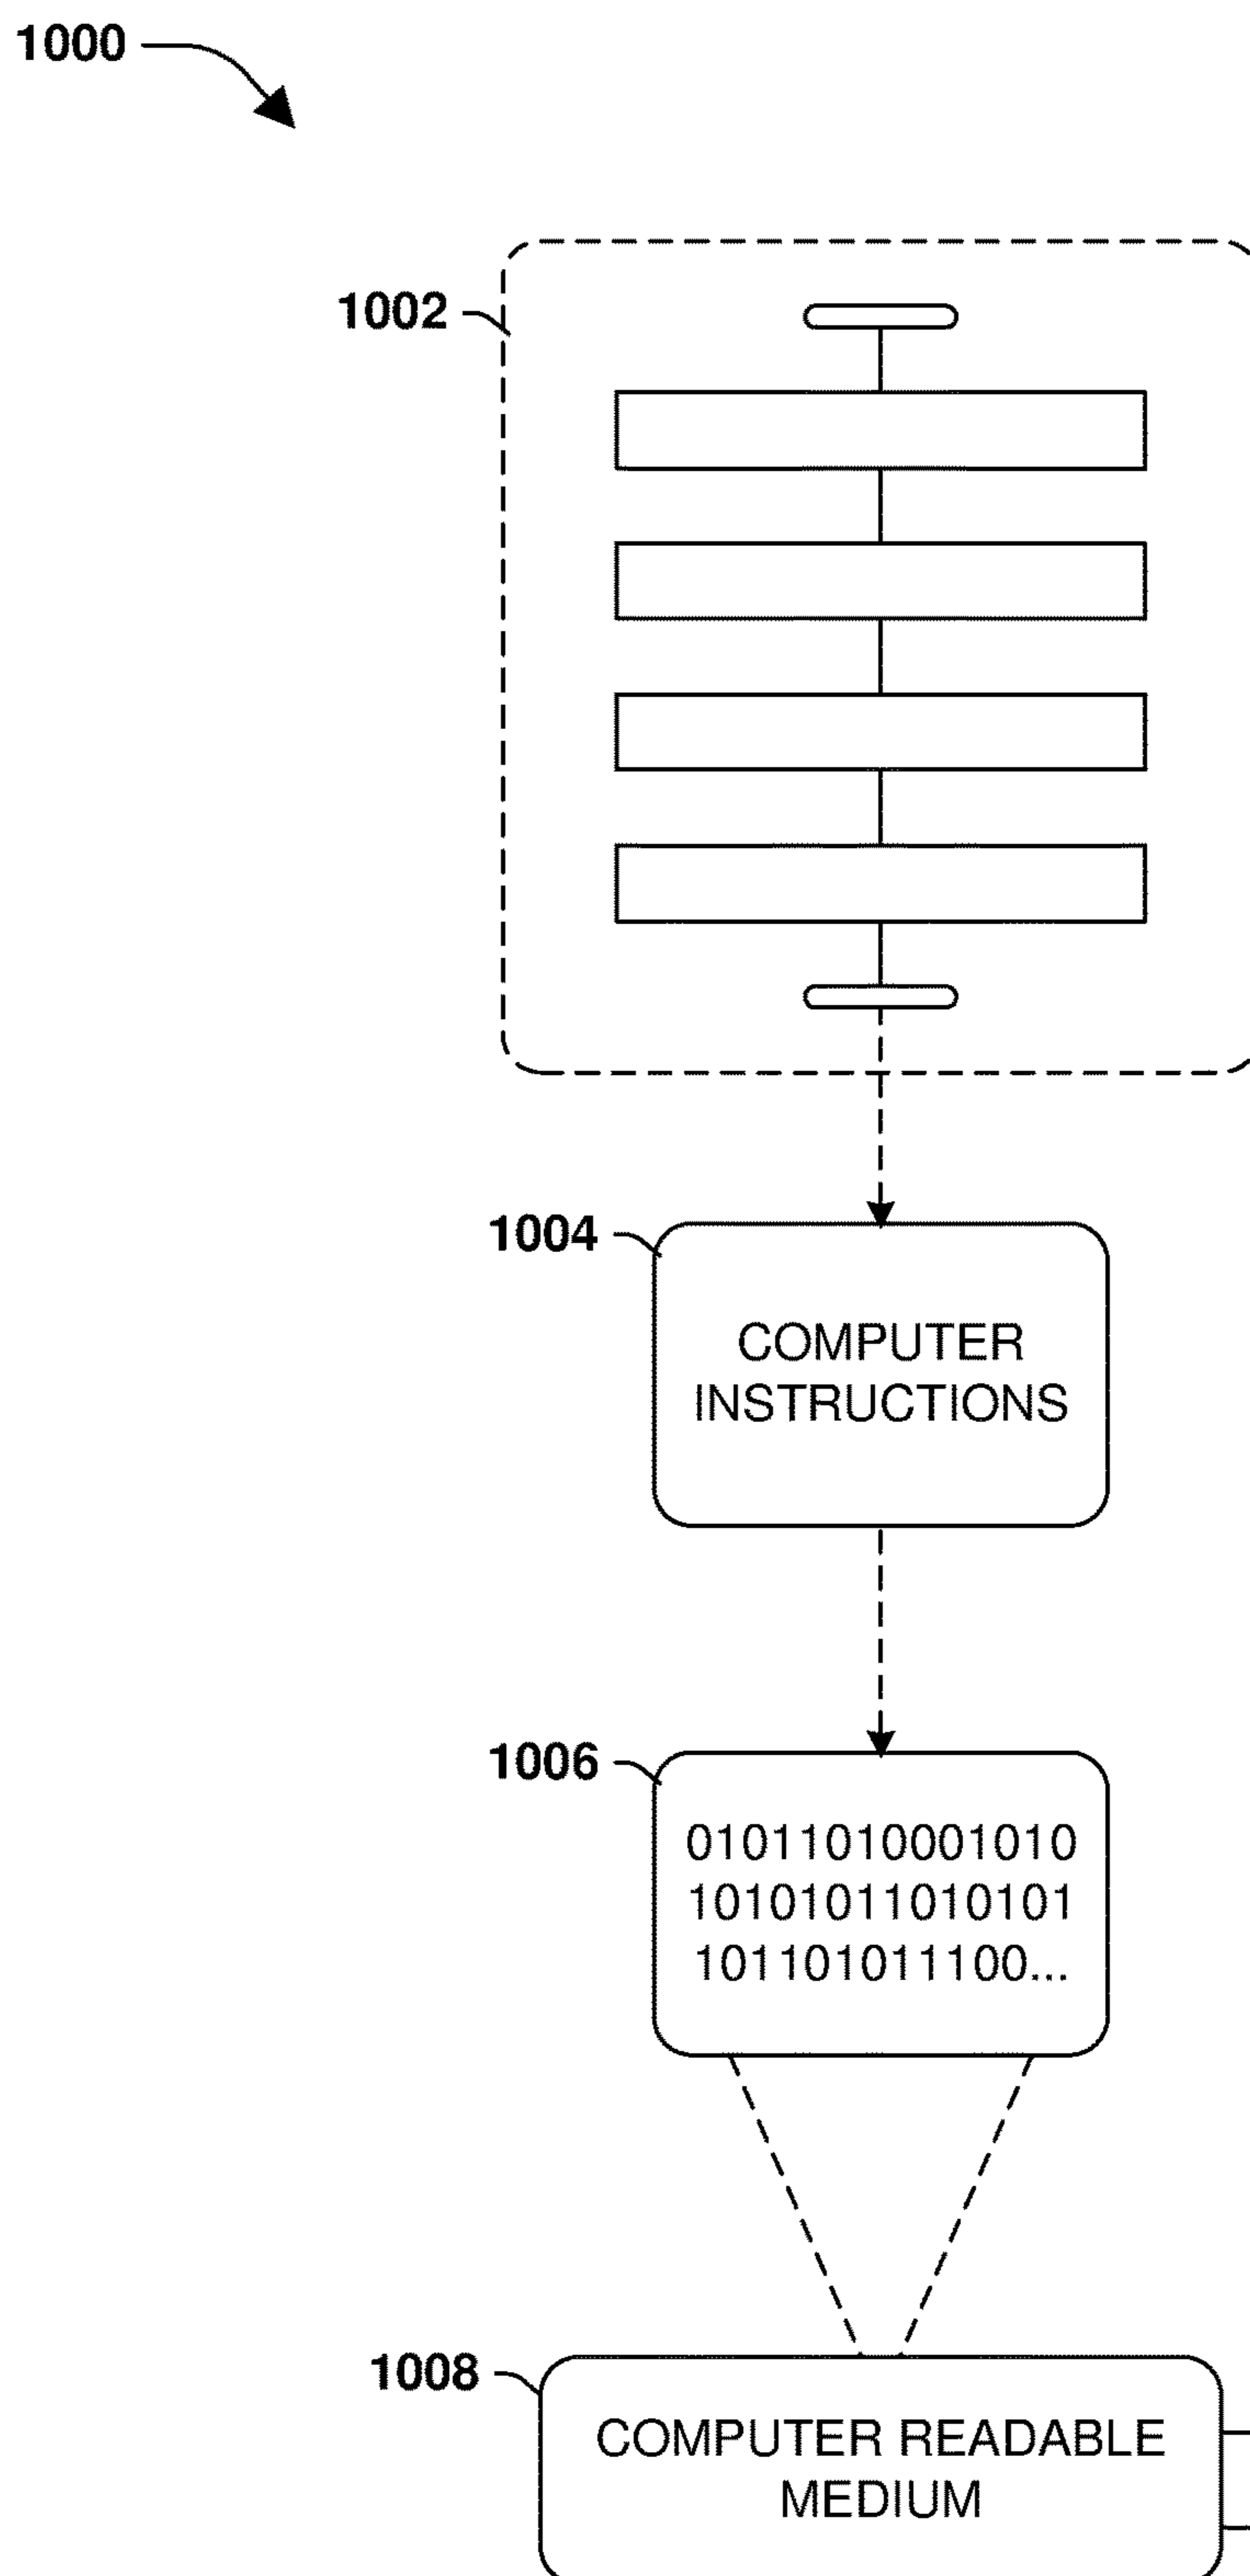 1000
1002
1004
COMPUTER
INSTRUCTIONS
1006
01011010001010
10101011010101
101101011100...
1008
COMPUTER READABLE
MEDIUM